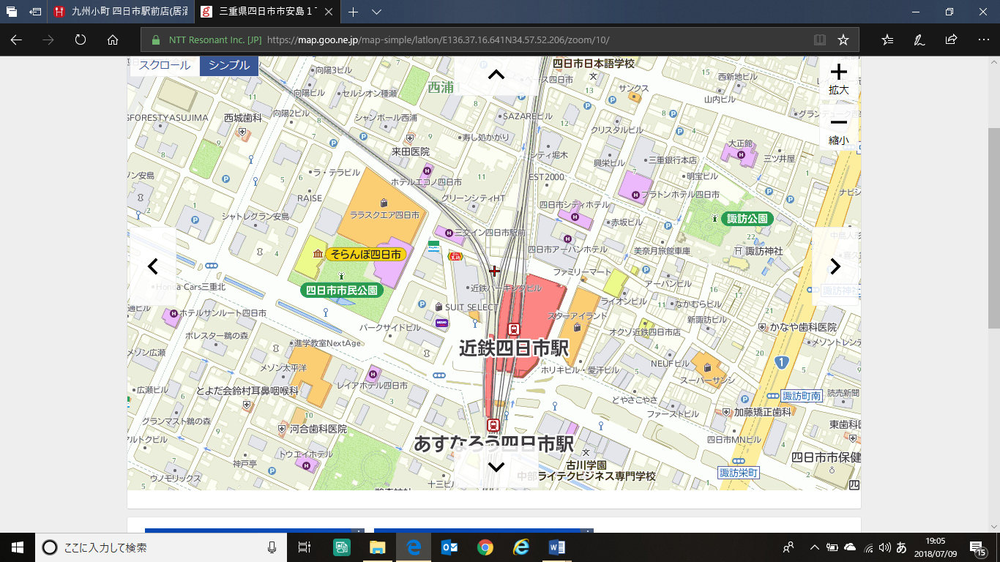 九州小町 四日市駅前店(居酒
三重県四日市市安島１丁
NTT Resonant Inc. [JP] https://map.goo.ne.jp/map-simple/latlon/E136.37.16.641N34.57.52.206/zoom/10/
スクロール
シンプル
四日市日本語学校
向陽3ビル
向陽ビル
セルシオン種瀬
西浦
ース四日市
サンクス
西新地ビル
山内ビル
拡大
縮小
GFORESTYASUJIMA
西城歯科
向陽2ビル
シャンボール西浦
SAZAREビル
クリスタルビル
寿し処かがり
来田医院
シティ堀木
興栄ビル
三重銀行本店
大正館
三ツ井屋
明宝ビル
ラ・テラビル
ホテルエコノ四日市
EST2000
RAISE
グリーンシティHT
プラトンホテル四日市
四日市シティホテル
シャトレグラン安島
ララスクエア四日市
赤坂ビル
諏訪公園
三交イン四日市駅前
四日市アーバンホテル
美奈月旅館車庫
諏訪神社
そらんぽ四日市
四日市市民公園
ファミリーマート
アーバンビル
Honda Cars三重北
近鉄パーキングビル
ライオンビル
なかむらビル
SUIT SELECT
ホテルサンルート四日市
スターアイランド
新諏訪ビル
パークサイドビル
オクソ近鉄四日市店
かなや歯科医院
ポレスター鵜の森
進学教室NextAge
近鉄四日市駅
メゾン広瀬
メゾン太平洋
NEUFビル
ホリキビル・愛汗ビル
スーパーサンシ
1
広瀬ビル
とよだ会鈴村耳鼻咽喉科
レイアホテル四日市
どやさこやさ
諏訪町南
読売新聞
グランマスト鵜の森
河合歯科医院
ファーストビル
加藤矯正歯科
東歯科
あすなろう四日市駅
四日市MNビル
トウエイホテル
神戸亭
古川学園
四日市市保健
中部ライテクビジネス専門学校
諏訪栄町
ウノモリックス
十三ビル
ここに入力して検索
あ
19:05
2018/07/09
15